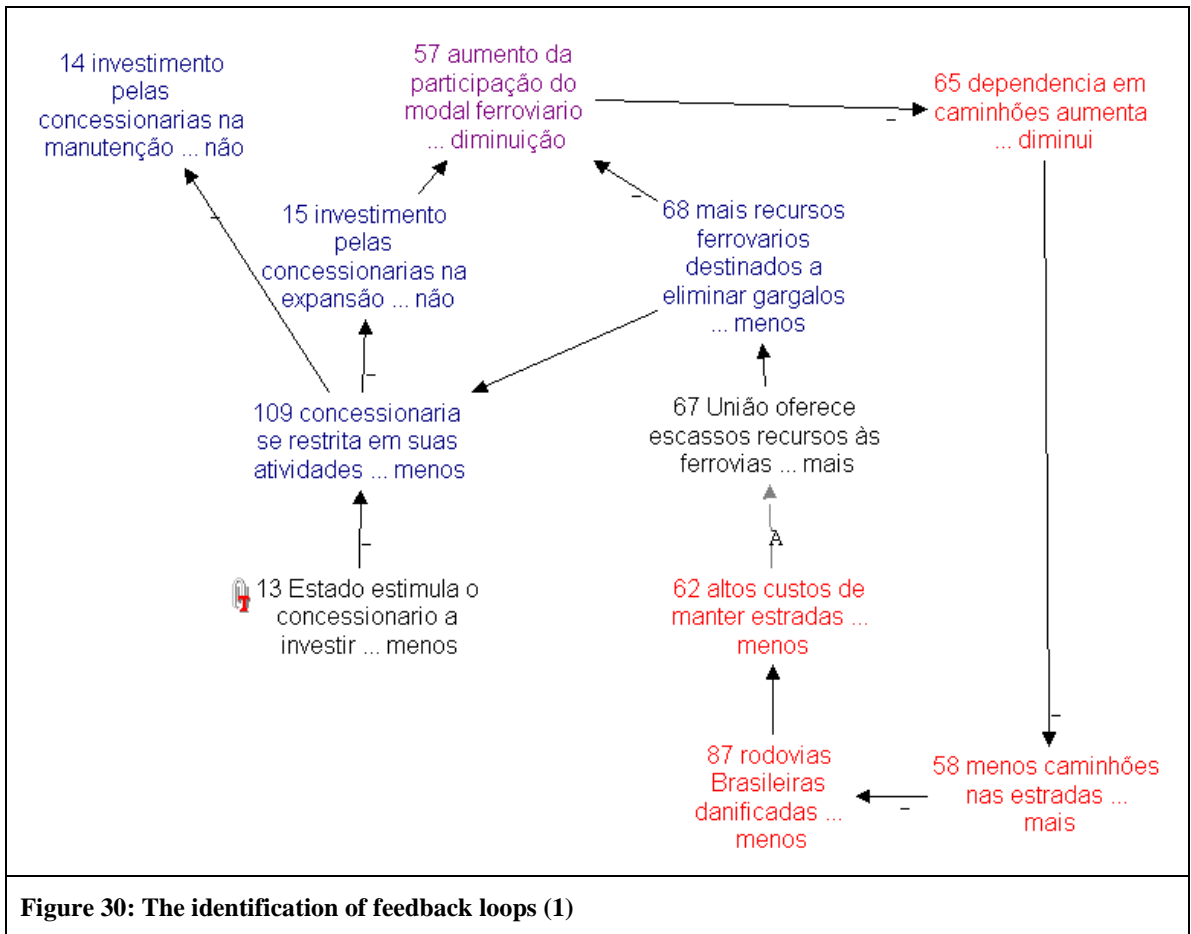 14 investimento
pelas
concessionarias na
manutenção ... não
57 aumento da
participação do
modal ferroviario
... diminuição
65 dependencia em
caminhões aumenta
... diminui
15 investimento
pelas
concessionarias na
expansão ... não
68 mais recursos
ferrovarios
destinados a
eliminar gargalos
... menos
109 concessionaria
se restrita em suas
atividades ... menos
67 União oferece
escassos recursos às
ferrovias ... mais
13 Estado estimula o
concessionario a
investir ... menos
62 altos custos de
manter estradas ...
menos
87 rodovias
Brasileiras
danificadas ...
menos
58 menos caminhões
nas estradas ...
mais
–
–
–
–
–
–
–
A
T
Figure 30: The identification of feedback loops (1)